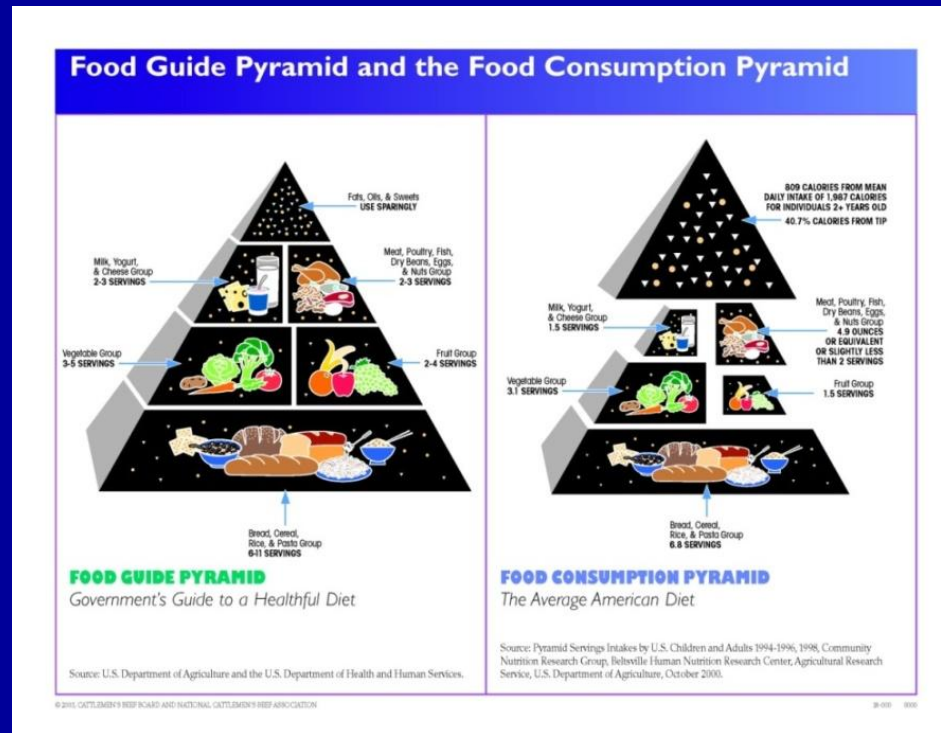 Food Guide Pyramid and the Food Consumption Pyramid
Fats, Oils, & Sweets
USE SPARINGLY
Milk, Yogurt,
& Cheese Group
2-3 SERVINGS
Meat, Poultry, Fish,
Dry Beans, Eggs,
& Nuts Group
2-3 SERVINGS
Vegetable Group
3-5 SERVINGS
Fruit Group
2-4 SERVINGS
Bread, Cereal,
Rice, & Pasta Group
6-11 SERVINGS
FOOD GUIDE PYRAMID
Government's Guide to a Healthful Diet
Source: U.S. Department of Agriculture and the U.S. Department of Health and Human Services.
809 CALORIES FROM MEAN
DAILY INTAKE OF 1,987 CALORIES
FOR INDIVIDUALS 2+ YEARS OLD
40.7% CALORIES FROM TIP
Milk, Yogurt,
& Cheese Group
1.5 SERVINGS
Meat, Poultry, Fish,
Dry Beans, Eggs,
& Nuts Group
4.9 OUNCES
OR EQUIVALENT
OR SLIGHTLY LESS
THAN 2 SERVINGS
Vegetable Group
3.1 SERVINGS
Fruit Group
1.5 SERVINGS
Bread, Cereal,
Rice, & Pasta Group
6.8 SERVINGS
FOOD CONSUMPTION PYRAMID
The Average American Diet
Source: Pyramid Servings Intakes by U.S. Children and Adults 1994-1996, 1998, Community
Nutrition Research Group, Beltsville Human Nutrition Research Center, Agricultural Research
Service, U.S. Department of Agriculture, October 2000.
CATTLEMEN'S BEEF BOARD AND NATIONAL CATTLEMEN'S BEEF ASSOCIATION